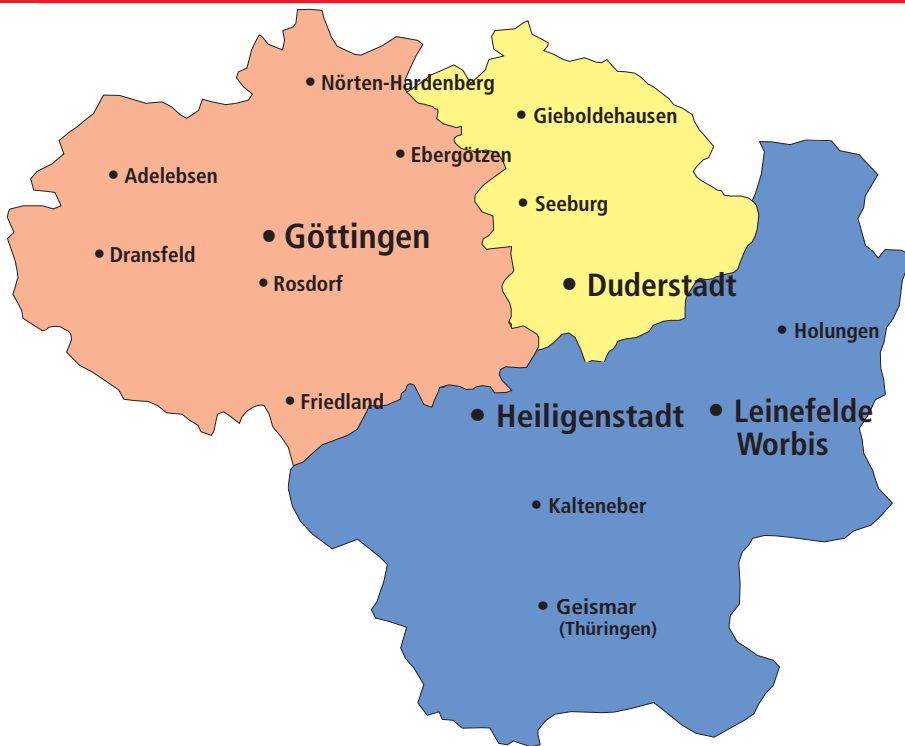 Nörten-Hardenberg
Gieboldehausen
Ebergötzen
Adelebsen
Seeburg
Göttingen
Dransfeld
Rosdorf
Duderstadt
Holungen
Friedland
Heiligenstadt
Leinefelde
Worbis
Kalteneber
Geismar
(Thüringen)